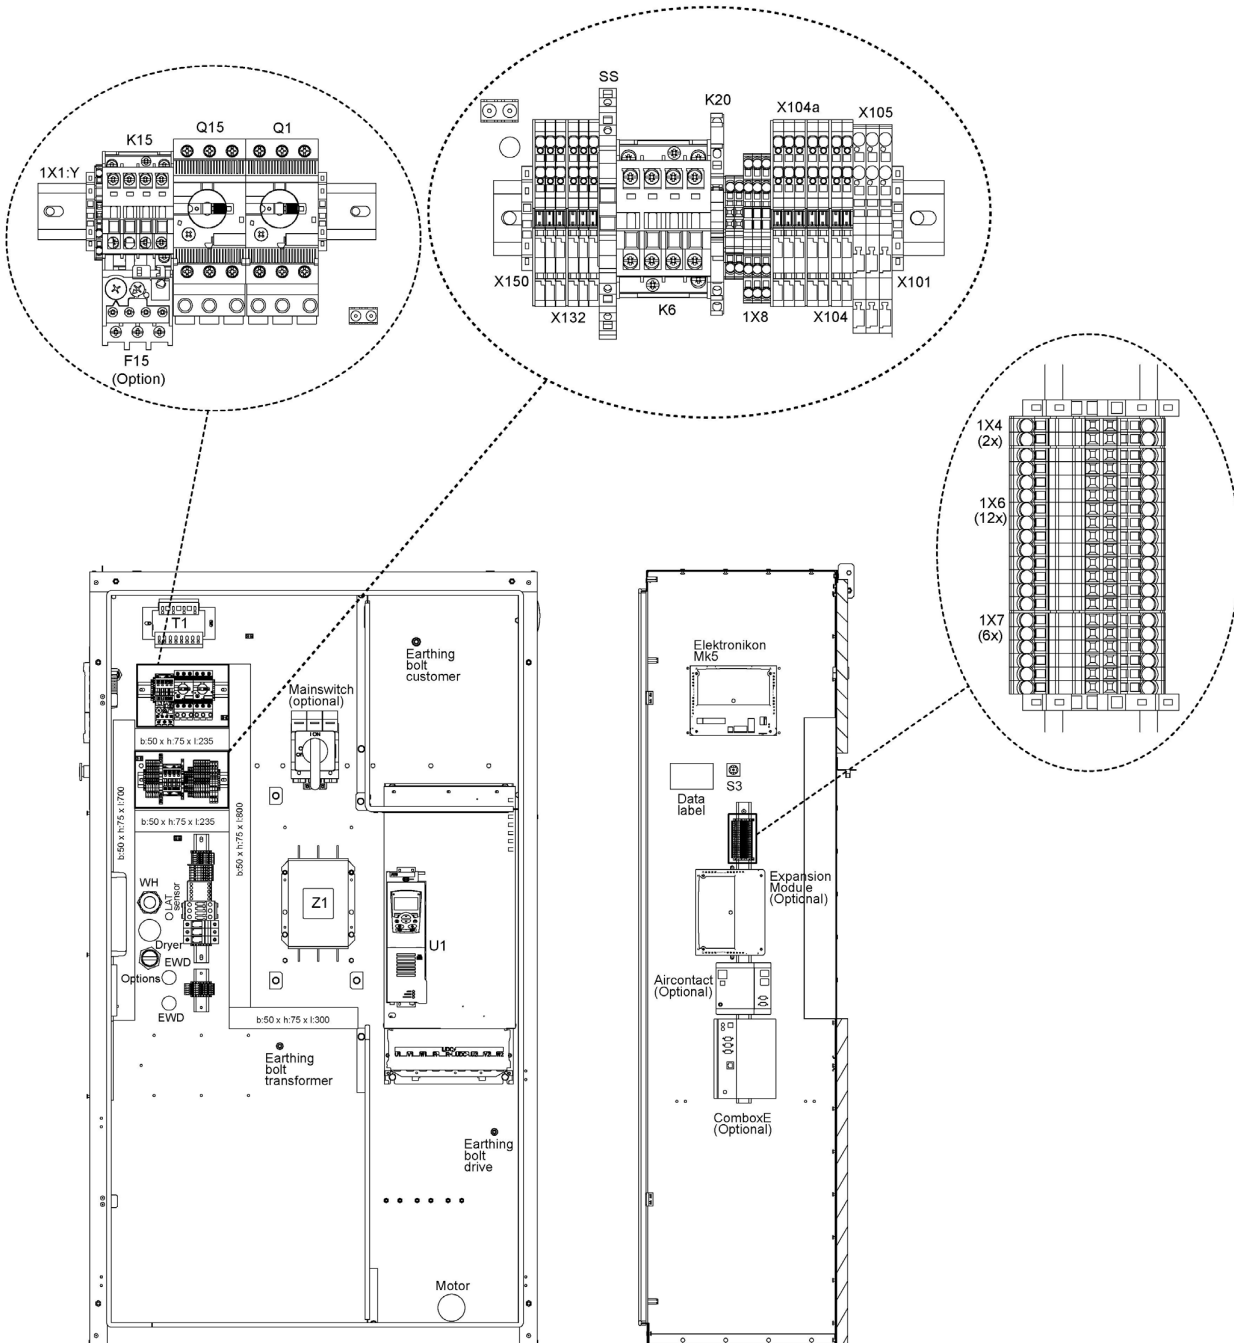 SS
K20
X104a
X105
K15
Q15
Q1
1X1:Y
X150
X132
K6
1X8
X104
X101
F15
(Option)
1X4
(2x)
1X6
(12x)
1X7
(6x)
T1
Earthing
bolt
customer
Mainswitch
(optional)
I ON
b:50 x h:75 x l:235
b:50 x h:75 x l:235
b:50 x h:75 x l:700
b:50 x h:75 x l:800
WH
LAT
sensor
Dryer
EWD
Options
EWD
Z1
U1
b:50 x h:75 x l:300
Earthing
bolt
transformer
Earthing
bolt
drive
Motor
Elektronikon
Mk5
Data
label
S3
Expansion
Module
(Optional)
Aircontact
(Optional)
ComboxE
(Optional)